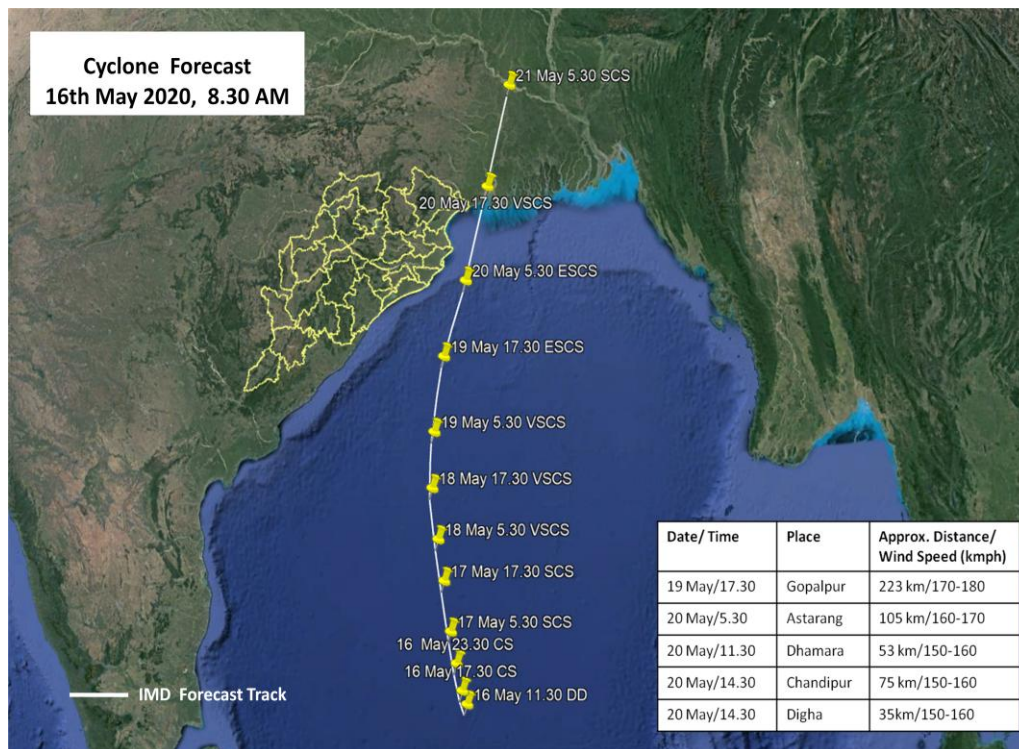 Cyclone Forecast
16th May 2020, 8.30 AM
21 May 5.30 SCS
20 May 17.30 VSCS
20 May 5.30 ESCS
19 May 17.30 ESCS
19 May 5.30 VSCS
18 May 17.30 VSCS
18 May 5.30 VSCS
17 May 17.30 SCS
17 May 5.30 SCS
16 May 23.30 CS
16 May 17.30 CS
16 May 11.30 DD
IMD Forecast Track
Date/ Time Place Approx. Distance/
Wind Speed (kmph)
19 May/17.30 Gopalpur 223 km/170-180
20 May/5.30 Astarang 105 km/160-170
20 May/11.30 Dhamara 53 km/150-160
20 May/14.30 Chandipur 75 km/150-160
20 May/14.30 Digha 35km/150-160